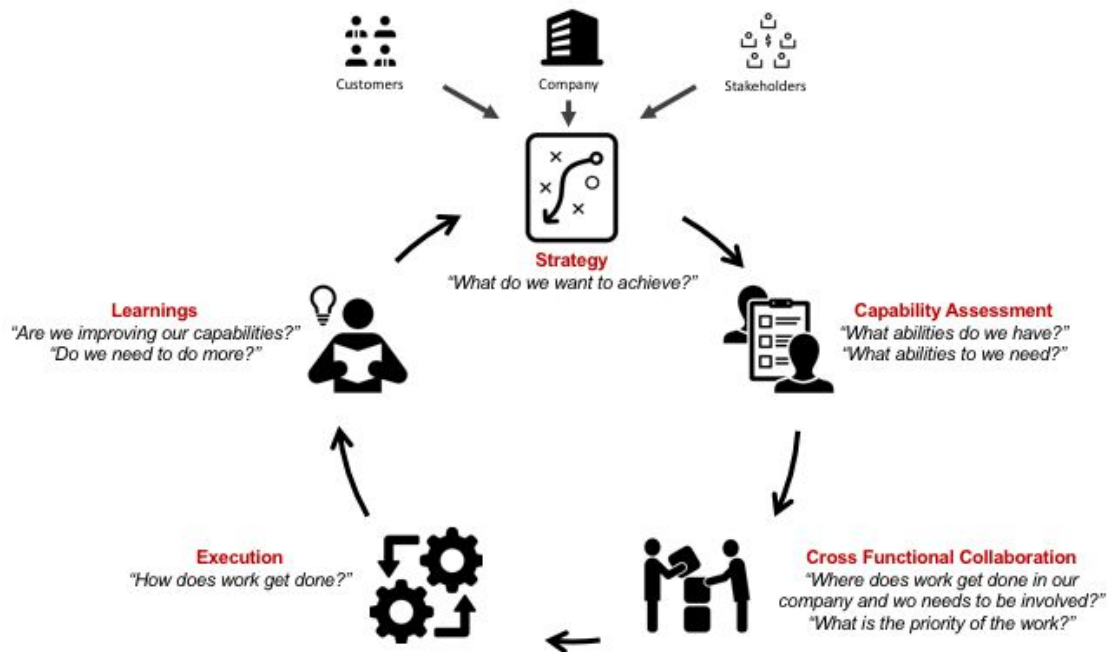 Customers
Company
Stakeholders
$
Strategy
“What do we want to achieve?”
Capability Assessment
“What abilities do we have?”
“What abilities to we need?”
Cross Functional Collaboration
“Where does work get done in our
company and wo needs to be involved?”
“What is the priority of the work?”
Execution
“How does work get done?”
Learnings
“Are we improving our capabilities?”
“Do we need to do more?”